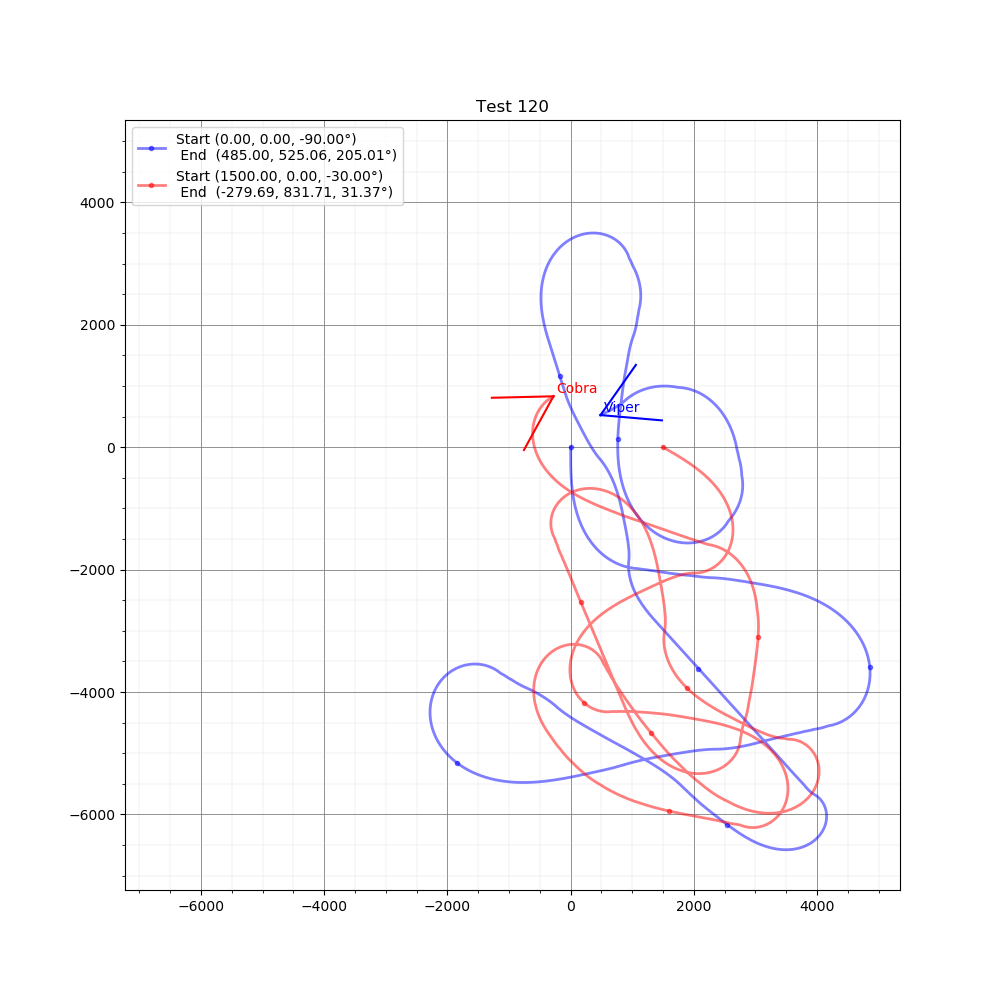 Test 120
Start (0.00, 0.00, -90.00°)
End (485.00, 525.06, 205.01°)
Start (1500.00, 0.00, -30.00°)
End (-279.69, 831.71, 31.37°)
4000
2000
0
−2000
−4000
−6000
Cobra
Viper
−6000 −4000 −2000 0 2000 4000